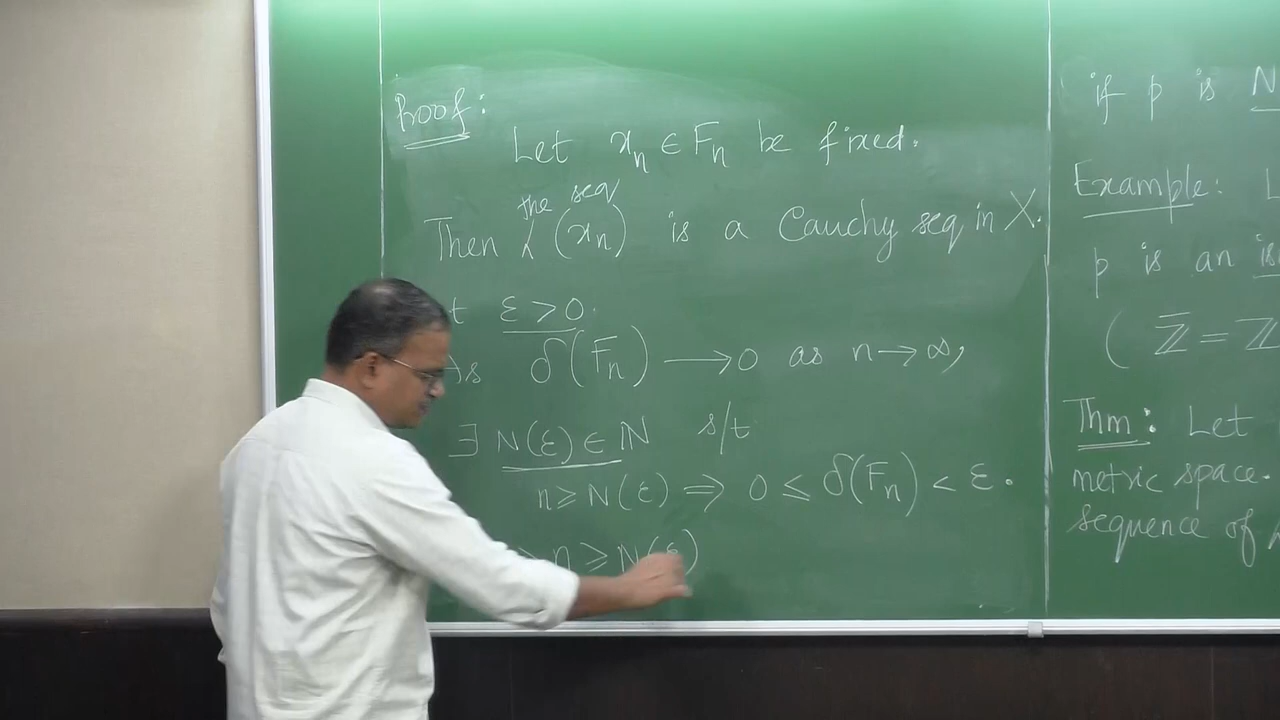 Proof:
Let xₙ ∈ Fₙ be fixed.
the seq
Then ⁁ (xₙ) is a Cauchy seq in X.
ε > 0.
As δ(Fₙ) ⟶ 0 as n → ∞,
∃ N(ε) ∈ ℕ s/t
n ≥ N(ε) ⇒ 0 ≤ δ(Fₙ) < ε.
n ≥ N(ε)
if p is
Example:
p is an
( ℤ̄ = ℤ
Thm: Let
metric space.
sequence of